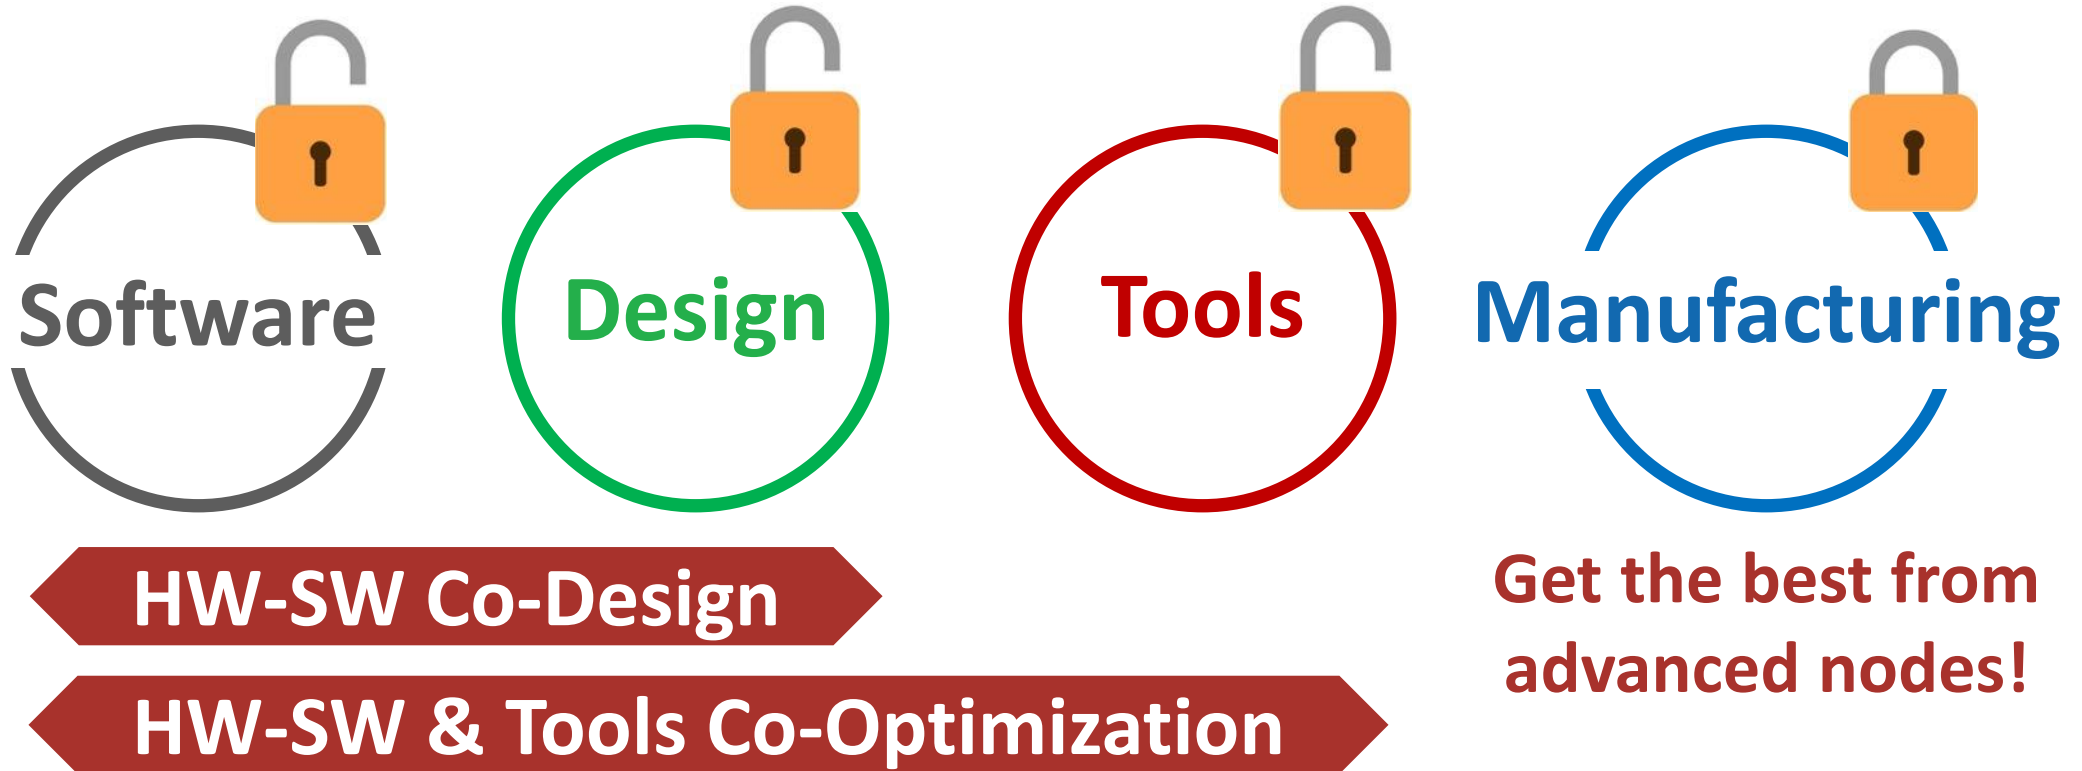 Software
Design
Tools
Manufacturing
HW-SW Co-Design
HW-SW & Tools Co-Optimization
Get the best from
advanced nodes!